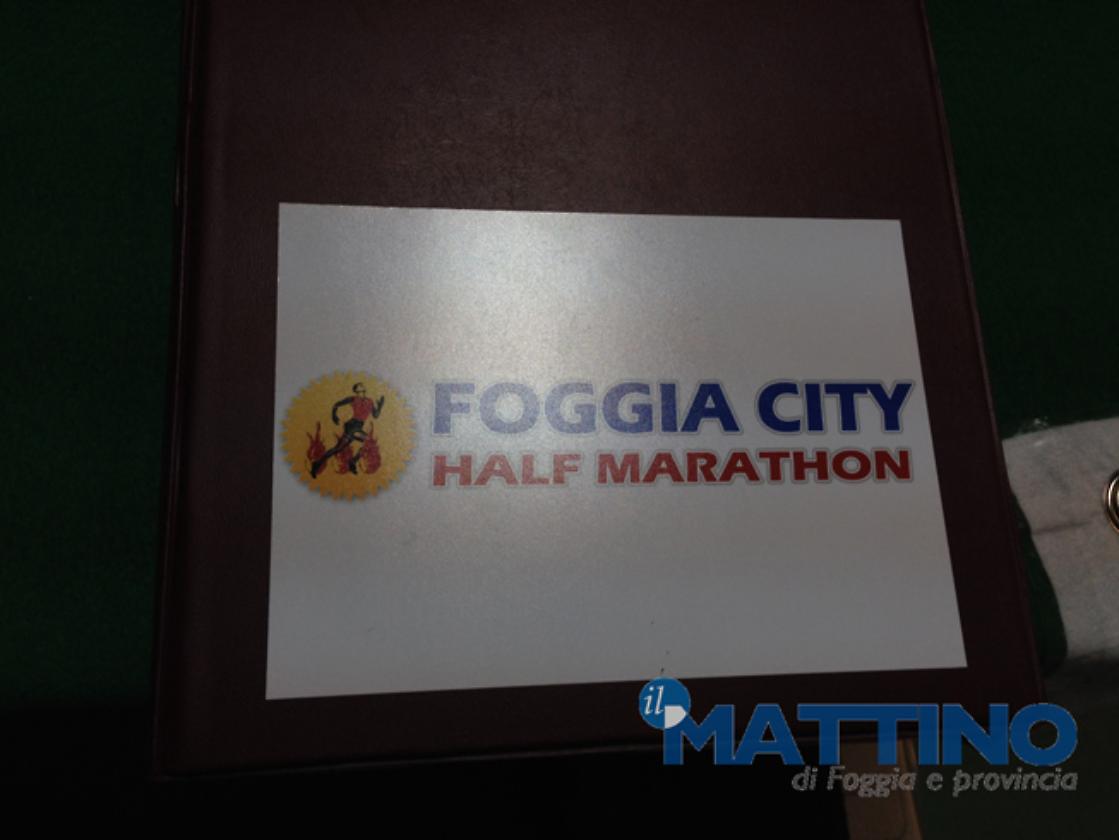 FOGGIA CITY
HALF MARATHON
il MATTINO
di Foggia e provincia